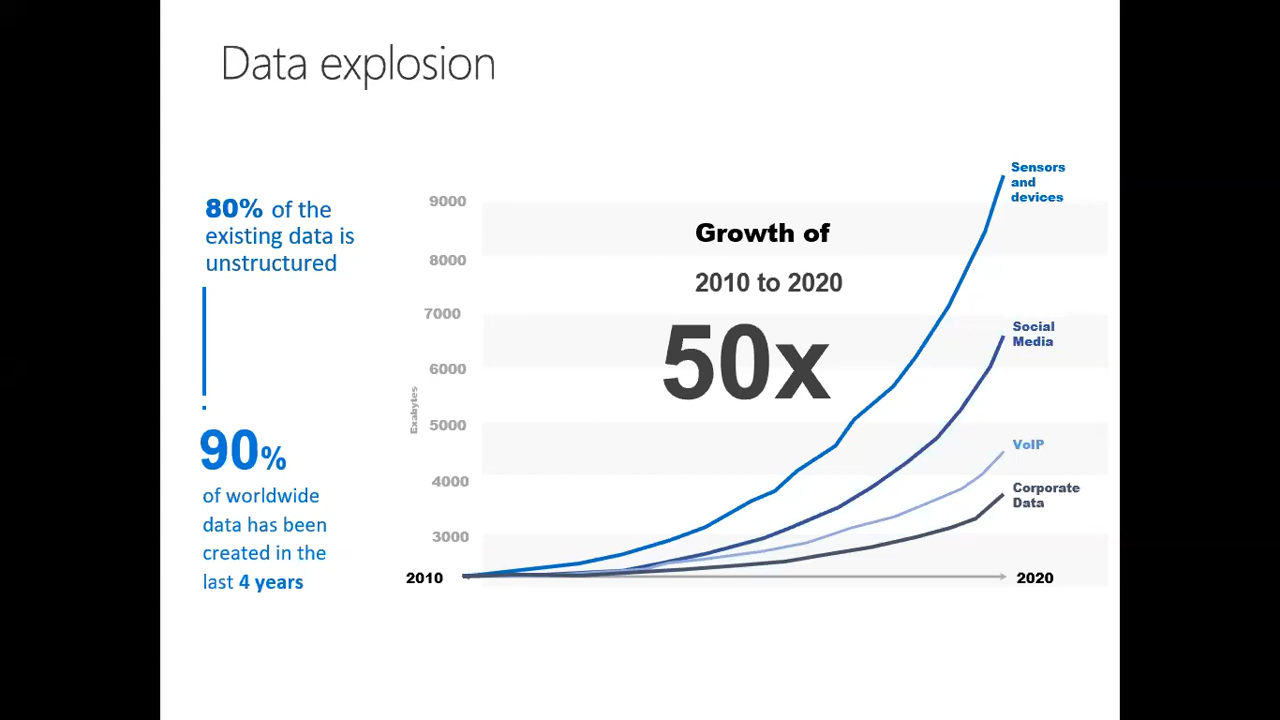 Data explosion
80% of the
existing data is
unstructured
90%
of worldwide
data has been
created in the
last 4 years
Growth of
2010 to 2020
50x
Exabytes
9000
8000
7000
6000
5000
4000
3000
2010
2020
Sensors
and
devices
Social
Media
VoIP
Corporate
Data